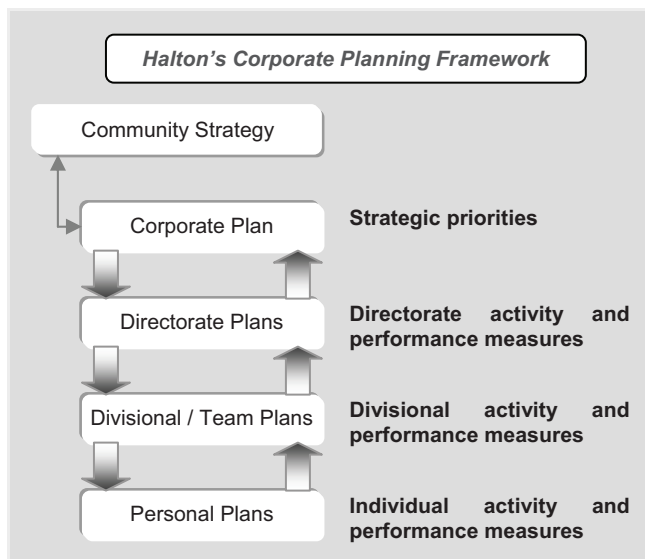 Halton's Corporate Planning Framework
Community Strategy
Corporate Plan
Strategic priorities
Directorate Plans
Directorate activity and
performance measures
Divisional / Team Plans
Divisional activity and
performance measures
Personal Plans
Individual activity and
performance measures